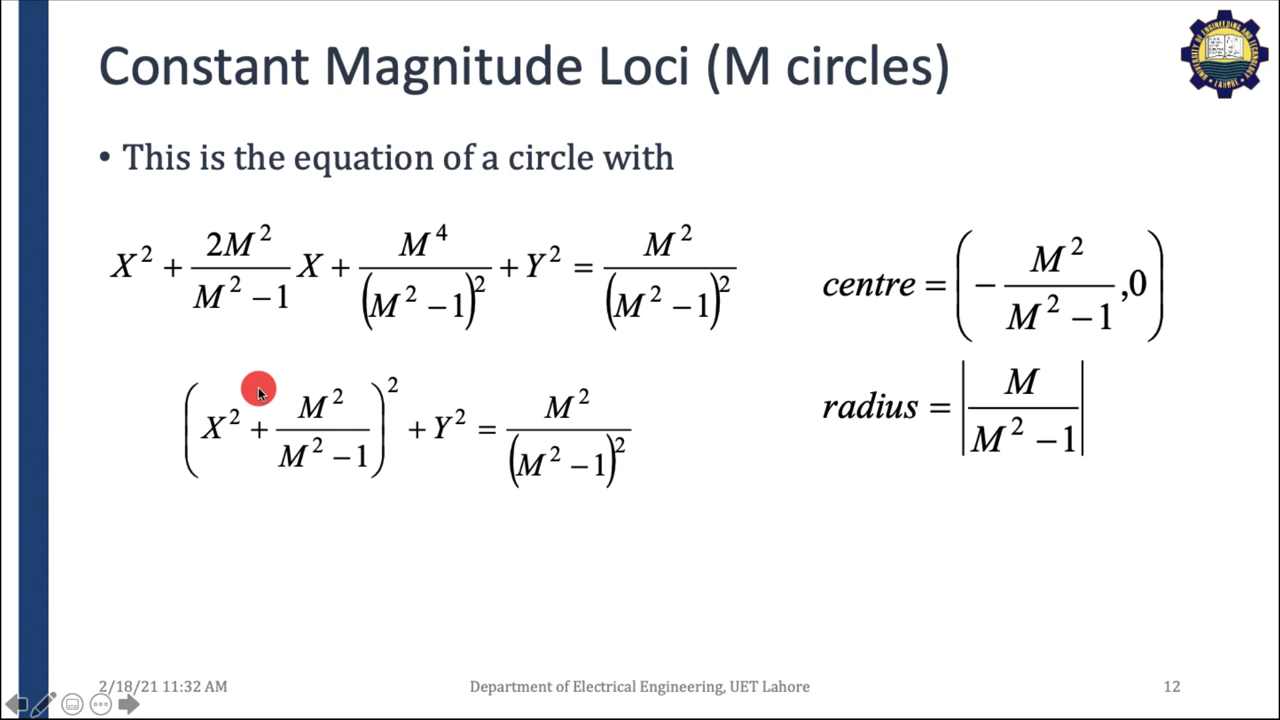 Constant Magnitude Loci (M circles)
• This is the equation of a circle with
X² + 2M²/(M² − 1) X + M⁴/(M² − 1)² + Y² = M²/(M² − 1)²
centre = (− M²/(M² − 1) ,0)
(X² + M²/(M² − 1))² + Y² = M²/(M² − 1)²
radius = |M/(M² − 1)|
2/18/21 11:32 AM
Department of Electrical Engineering, UET Lahore
12